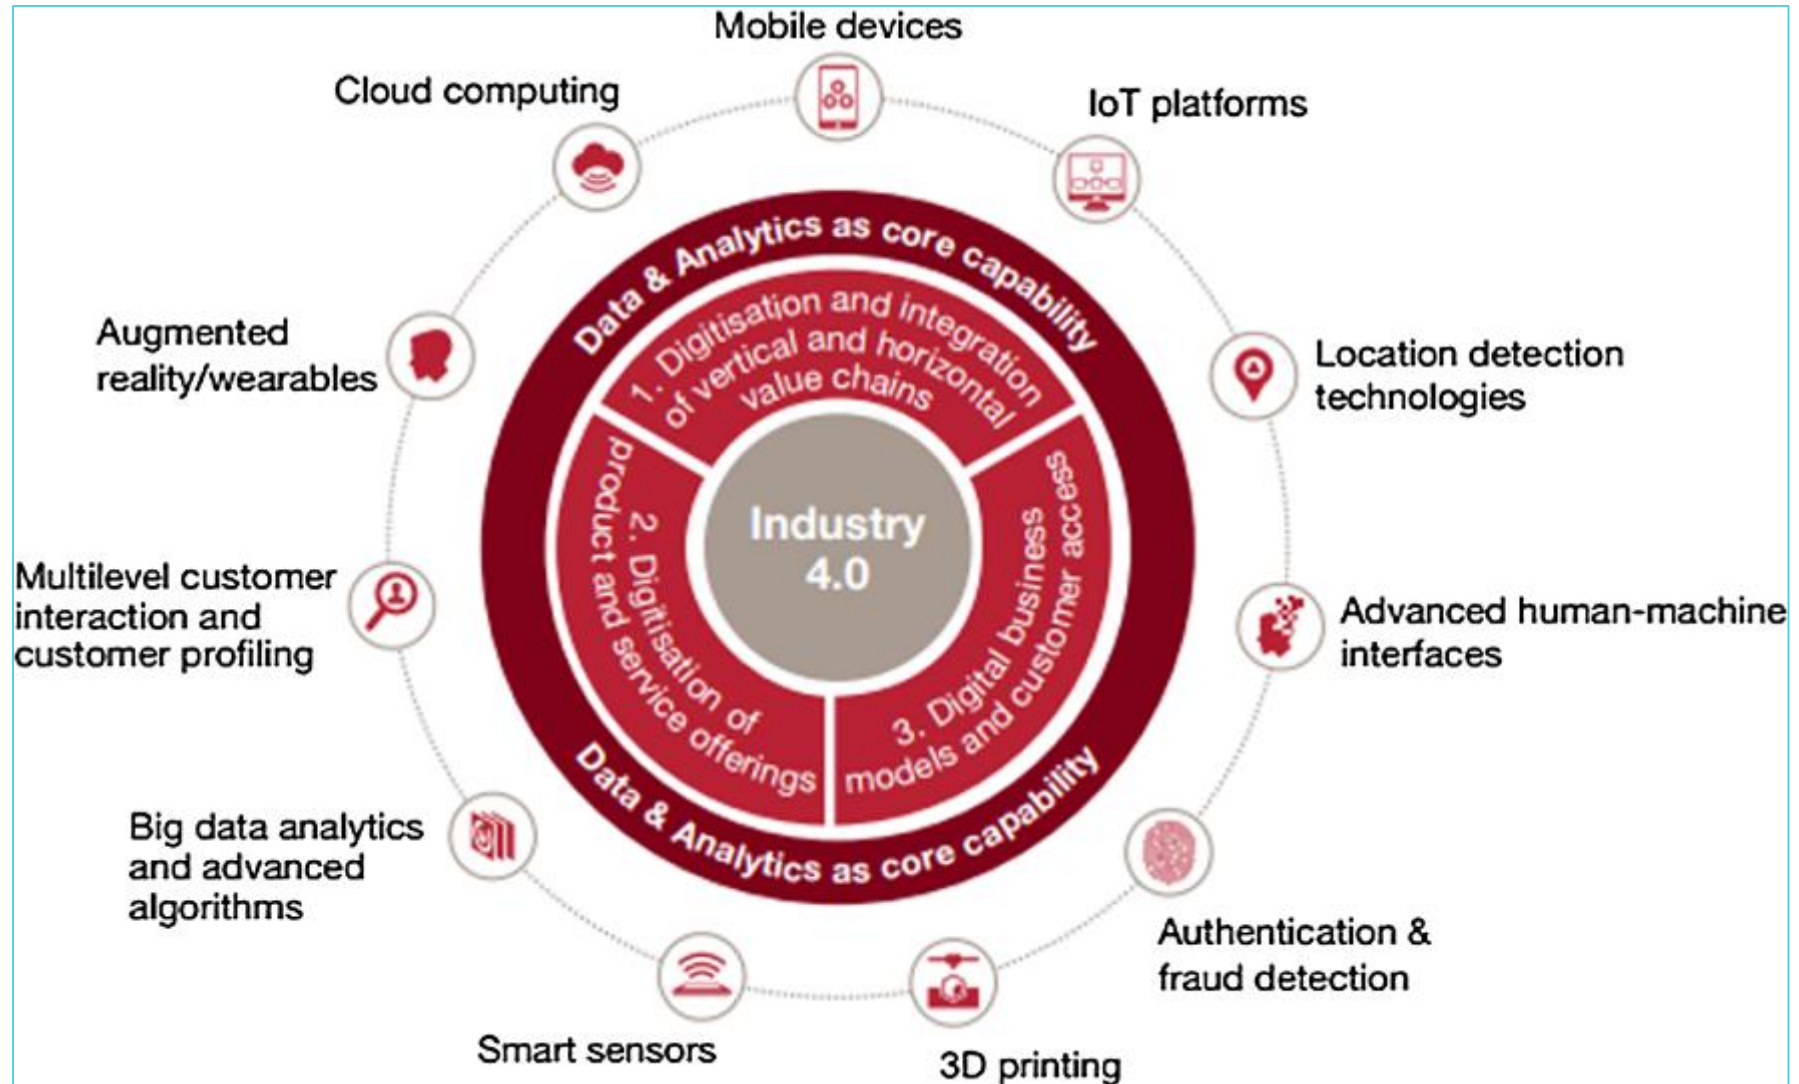 Mobile devices
Cloud computing
IoT platforms
Augmented
reality/wearables
Location detection
technologies
Multilevel customer
interaction and
customer profiling
Advanced human-machine
interfaces
Big data analytics
and advanced
algorithms
Authentication &
fraud detection
Smart sensors
3D printing
Data & Analytics as core capability
1. Digitisation and integration
of vertical and horizontal
value chains
2. Digitisation of
product and service offerings
3. Digital business
models and customer access
Industry
4.0
Data & Analytics as core capability